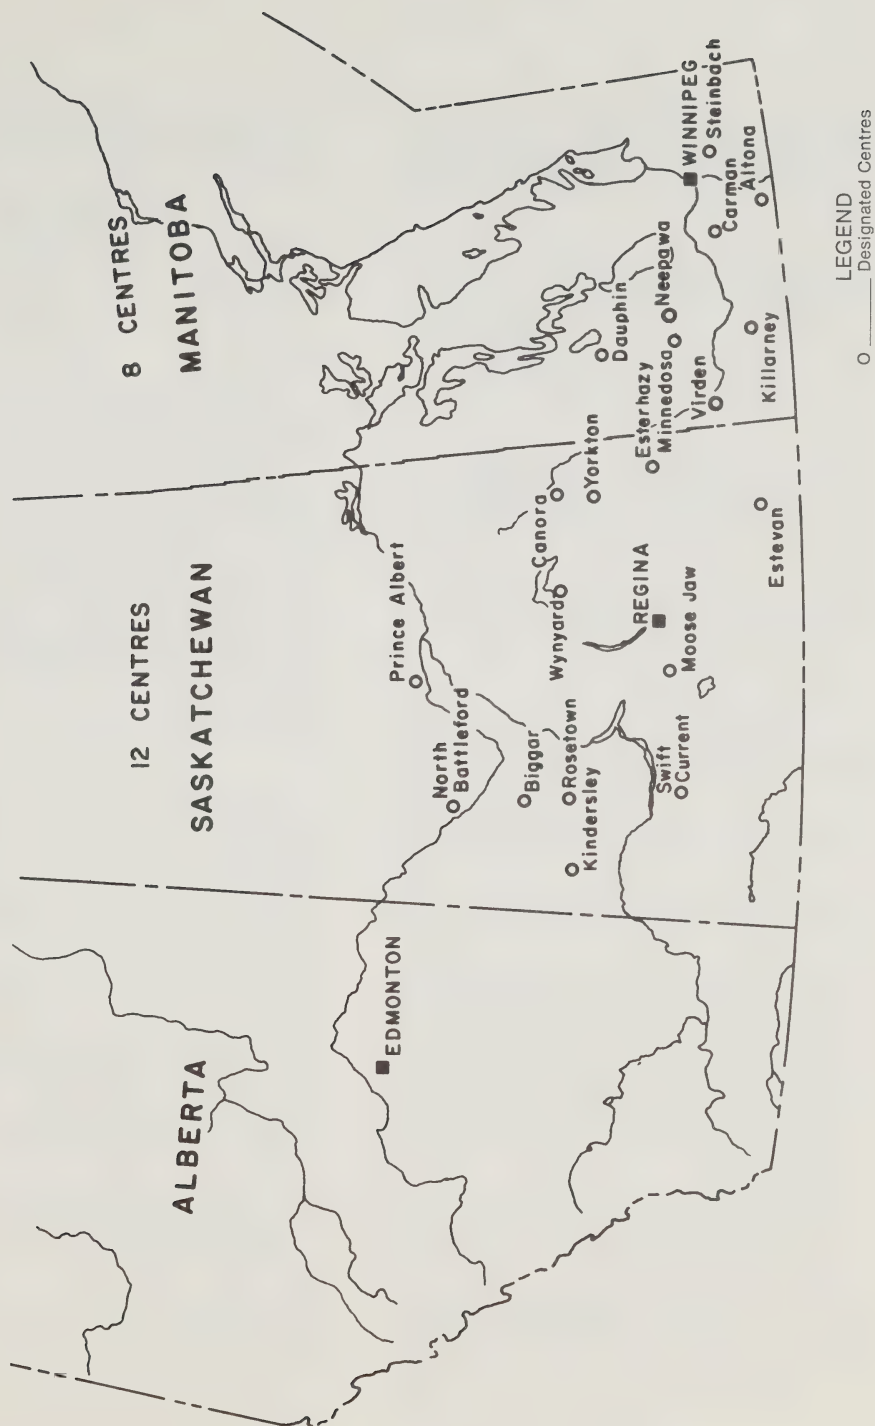 ALBERTA
EDMONTON
12 CENTRES
SASKATCHEWAN
Prince Albert
North
Battleford
Biggar
Rosetown
Kindersley
Swift
Current
Wynyard
Canora
Yorkton
REGINA
Moose Jaw
Esterhazy
Estevan
8 CENTRES
MANITOBA
Dauphin
Neepawa
Minnedosa
Virden
Killarney
WINNIPEG
Steinbach
Carman
Altona
LEGEND
O ______ Designated Centres